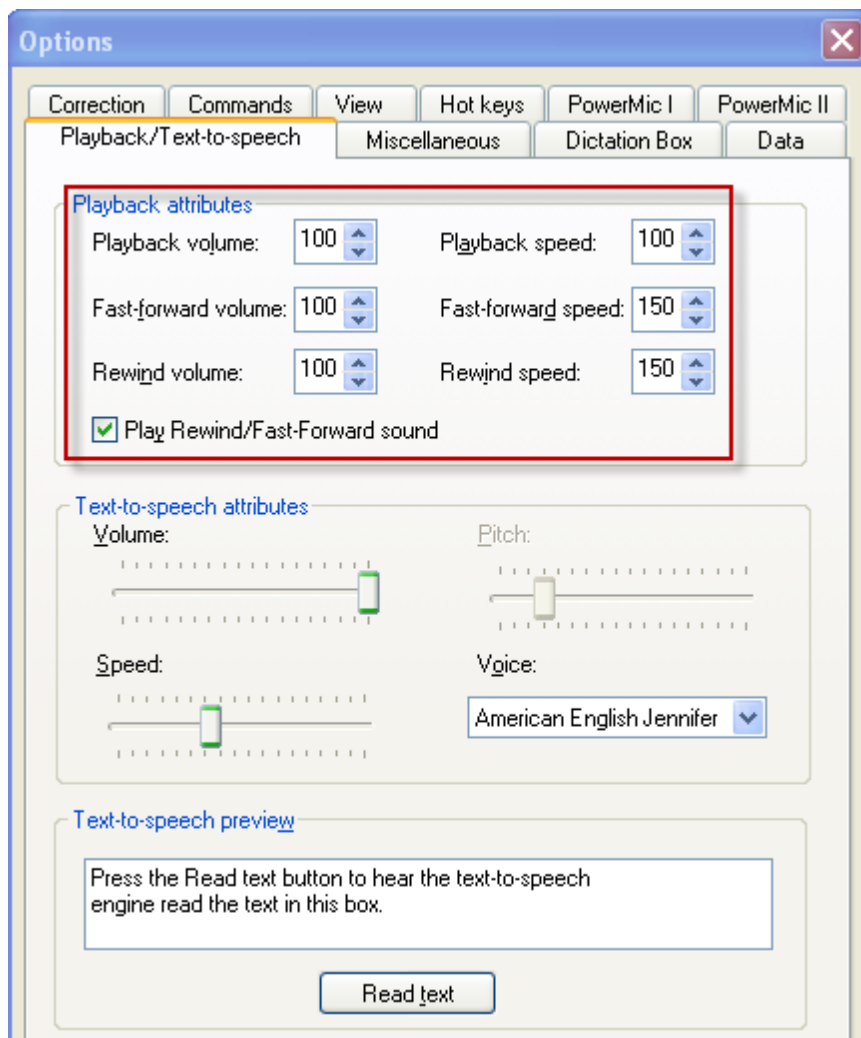 Options
Correction Commands View Hot keys PowerMic I PowerMic II
Playback/Text-to-speech Miscellaneous Dictation Box Data
Playback attributes
Playback volume: 100 Playback speed: 100
Fast-forward volume: 100 Fast-forward speed: 150
Rewind volume: 100 Rewind speed: 150
Play Rewind/Fast-Forward sound
Text-to-speech attributes
Volume: Pitch:
Speed: Voice:
American English Jennifer
Text-to-speech preview
Press the Read text button to hear the text-to-speech
engine read the text in this box.
Read text